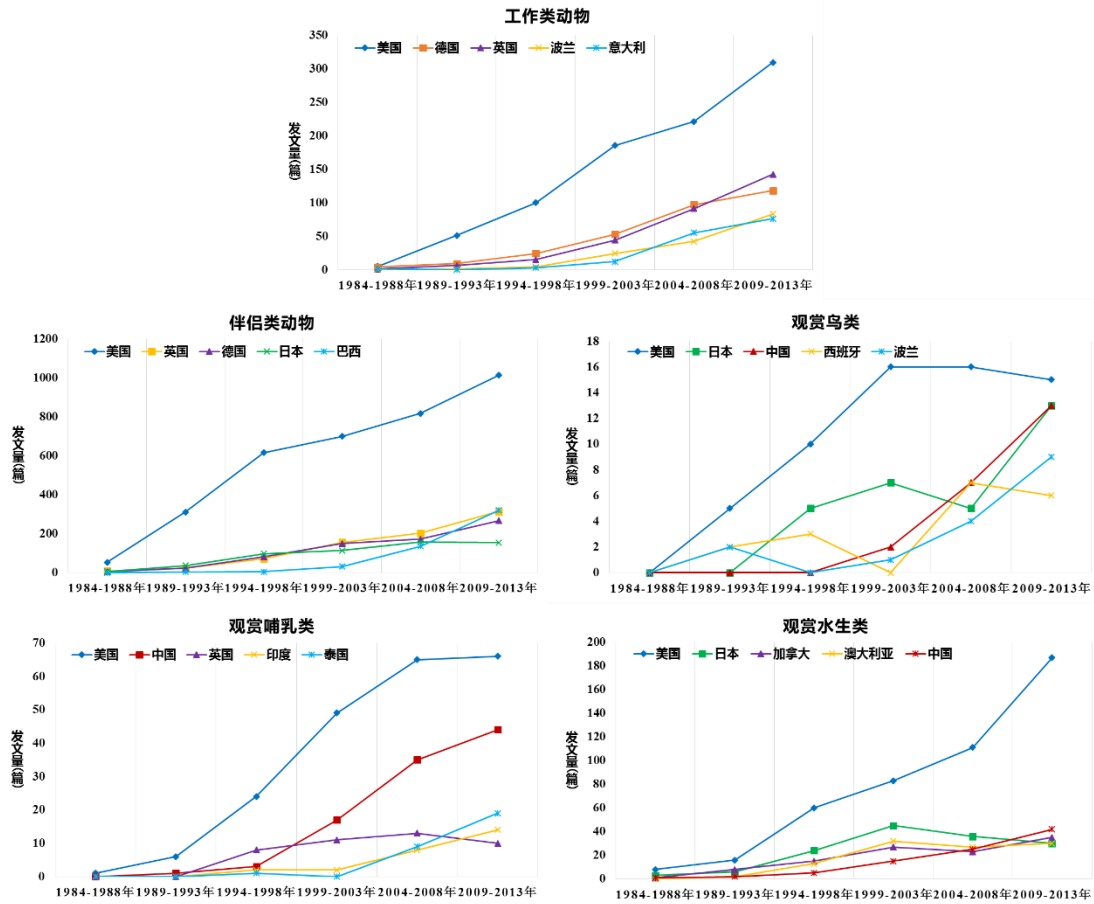 工作类动物
美国 德国 英国 波兰 意大利
350
300
250
200
150
100
50
0
发文量(篇)
1984-1988年 1989-1993年 1994-1998年 1999-2003年 2004-2008年 2009-2013年
伴侣类动物
美国 英国 德国 日本 巴西
1200
1000
800
600
400
200
0
发文量(篇)
1984-1988年 1989-1993年 1994-1998年 1999-2003年 2004-2008年 2009-2013年
观赏鸟类
美国 日本 中国 西班牙 波兰
18
16
14
12
10
8
6
4
2
0
发文量(篇)
1984-1988年 1989-1993年 1994-1998年 1999-2003年 2004-2008年 2009-2013年
观赏哺乳类
美国 中国 英国 印度 泰国
70
60
50
40
30
20
10
0
发文量(篇)
1984-1988年 1989-1993年 1994-1998年 1999-2003年 2004-2008年 2009-2013年
观赏水生类
美国 日本 加拿大 澳大利亚 中国
200
180
160
140
120
100
80
60
40
20
0
发文量(篇)
1984-1988年 1989-1993年 1994-1998年 1999-2003年 2004-2008年 2009-2013年